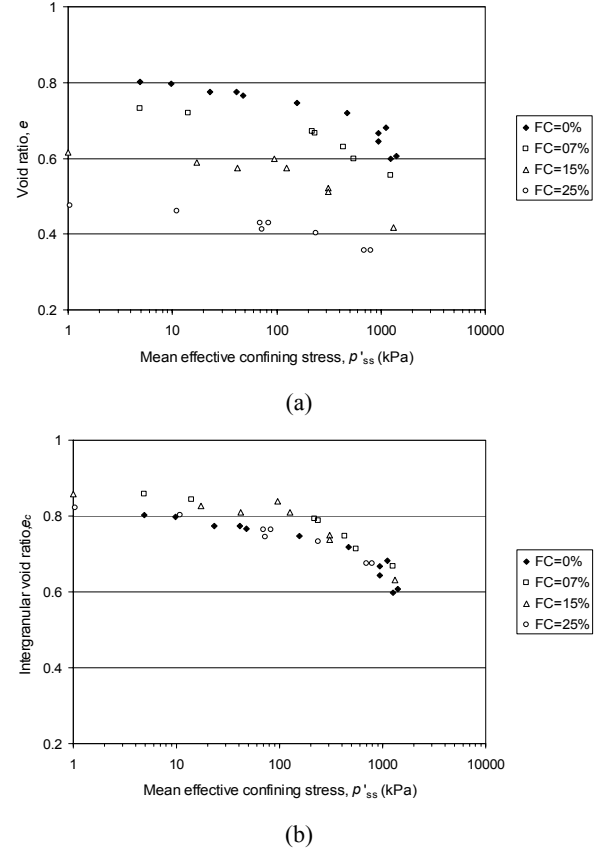 1
0.8
0.6
0.4
0.2
Void ratio, e
1 10 100 1000 10000
Mean effective confining stress, p'ss (kPa)
FC=0%
FC=07%
FC=15%
FC=25%
(a)
1
0.8
0.6
0.4
0.2
Intergranular void ratio,ec
1 10 100 1000 10000
Mean effective confining stress, p'ss (kPa)
FC=0%
FC=07%
FC=15%
FC=25%
(b)